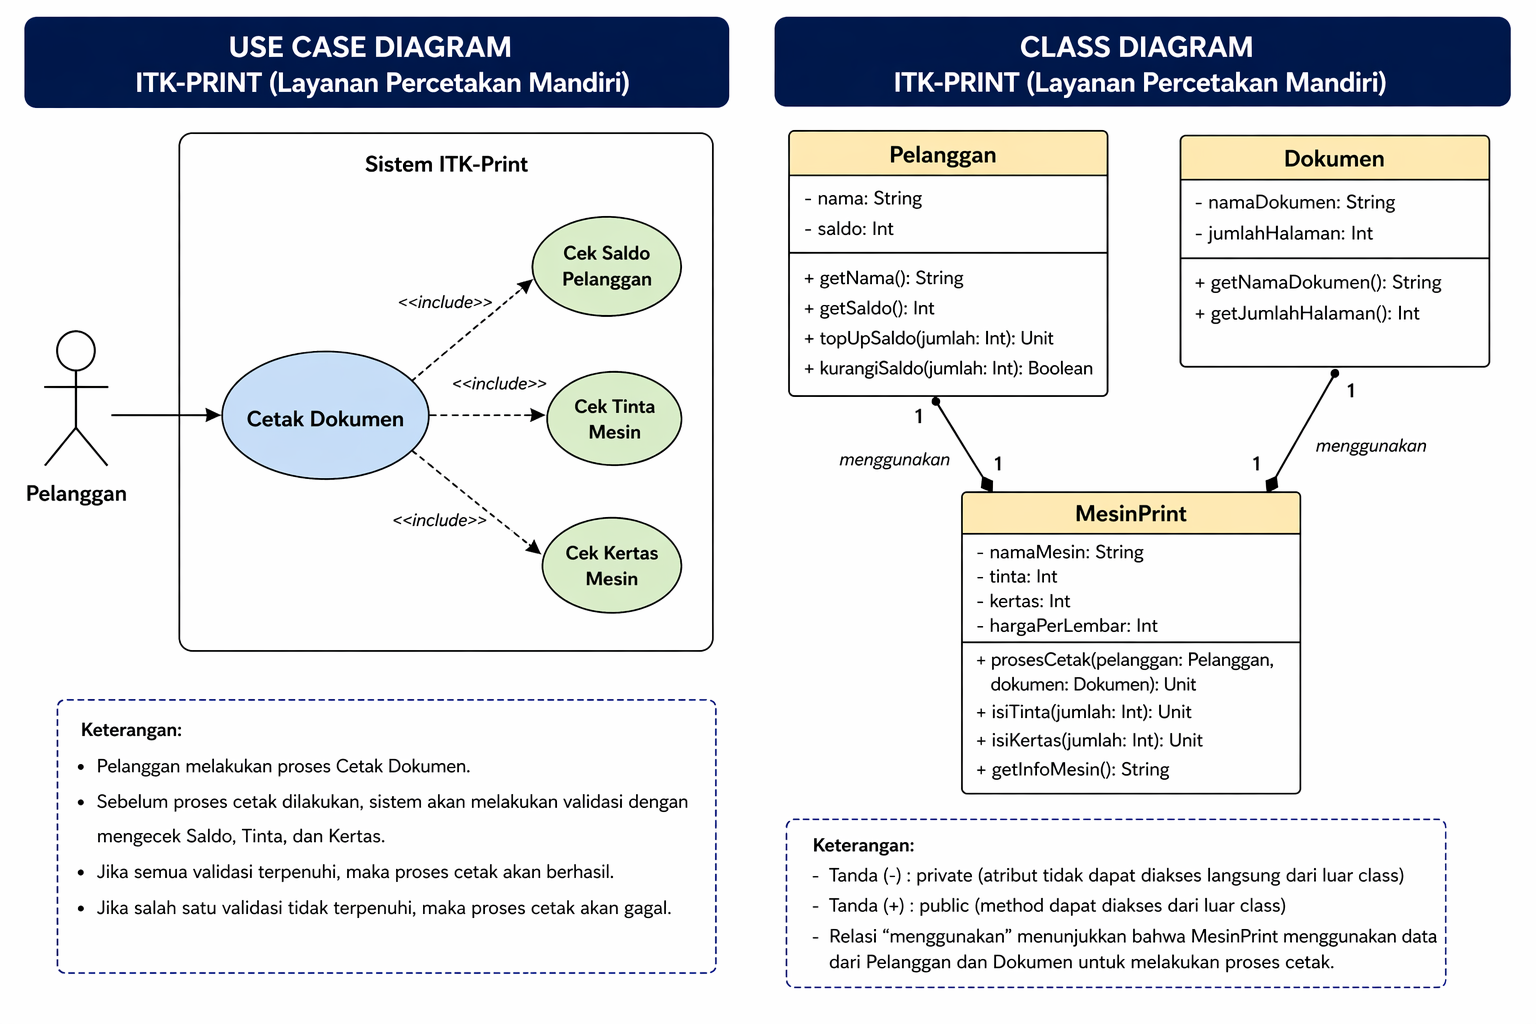 USE CASE DIAGRAM
ITK-PRINT (Layanan Percetakan Mandiri)
Sistem ITK-Print
Cek Saldo
Pelanggan
<<include>>
<<include>>
Cek Tinta
Mesin
Cetak Dokumen
Pelanggan
<<include>>
Cek Kertas
Mesin
Keterangan:
• Pelanggan melakukan proses Cetak Dokumen.
• Sebelum proses cetak dilakukan, sistem akan melakukan validasi dengan
mengecek Saldo, Tinta, dan Kertas.
• Jika semua validasi terpenuhi, maka proses cetak akan berhasil.
• Jika salah satu validasi tidak terpenuhi, maka proses cetak akan gagal.
CLASS DIAGRAM
ITK-PRINT (Layanan Percetakan Mandiri)
Pelanggan
- nama: String
- saldo: Int
+ getNama(): String
+ getSaldo(): Int
+ topUpSaldo(jumlah: Int): Unit
+ kurangiSaldo(jumlah: Int): Boolean
Dokumen
- namaDokumen: String
- jumlahHalaman: Int
+ getNamaDokumen(): String
+ getJumlahHalaman(): Int
1
menggunakan
1
1
menggunakan
1
MesinPrint
- namaMesin: String
- tinta: Int
- kertas: Int
- hargaPerLembar: Int
+ prosesCetak(pelanggan: Pelanggan,
dokumen: Dokumen): Unit
+ isiTinta(jumlah: Int): Unit
+ isiKertas(jumlah: Int): Unit
+ getInfoMesin(): String
Keterangan:
- Tanda (-) : private (atribut tidak dapat diakses langsung dari luar class)
- Tanda (+) : public (method dapat diakses dari luar class)
- Relasi “menggunakan” menunjukkan bahwa MesinPrint menggunakan data
dari Pelanggan dan Dokumen untuk melakukan proses cetak.